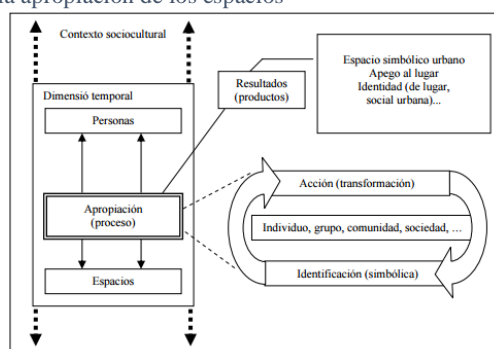 la apropiación de los espacios
Contexto sociocultural
Dimensió temporal
Personas
Apropiación
(proceso)
Espacios
Resultados
(productos)
Espacio simbólico urbano
Apego al lugar
Identidad (de lugar,
social urbana)...
Acción (transformación)
Individuo, grupo, comunidad, sociedad, ...
Identificación (simbólica)